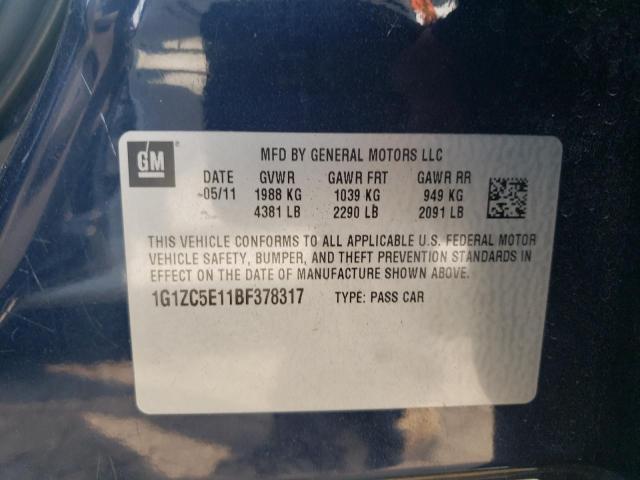 GM
MFD BY GENERAL MOTORS LLC
DATE GVWR GAWR FRT GAWR RR
05/11 1988 KG 1039 KG 949 KG
4381 LB 2290 LB 2091 LB
THIS VEHICLE CONFORMS TO ALL APPLICABLE U.S. FEDERAL MOTOR
VEHICLE SAFETY, BUMPER, AND THEFT PREVENTION STANDARDS IN
EFFECT ON THE DATE OF MANUFACTURE SHOWN ABOVE.
1G1ZC5E11BF378317 TYPE: PASS CAR